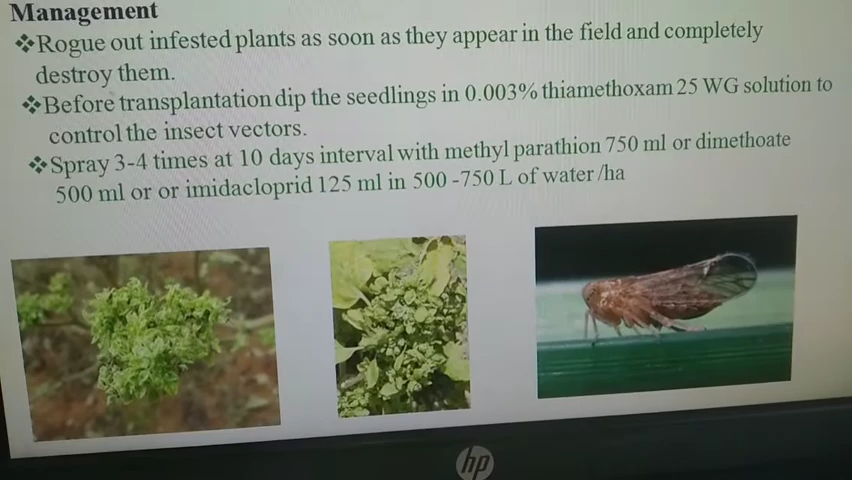 Management
❖Rogue out infested plants as soon as they appear in the field and completely
destroy them.
❖Before transplantation dip the seedlings in 0.003% thiamethoxam 25 WG solution to
control the insect vectors.
❖Spray 3-4 times at 10 days interval with methyl parathion 750 ml or dimethoate
500 ml or or imidacloprid 125 ml in 500 -750 L of water /ha
hp